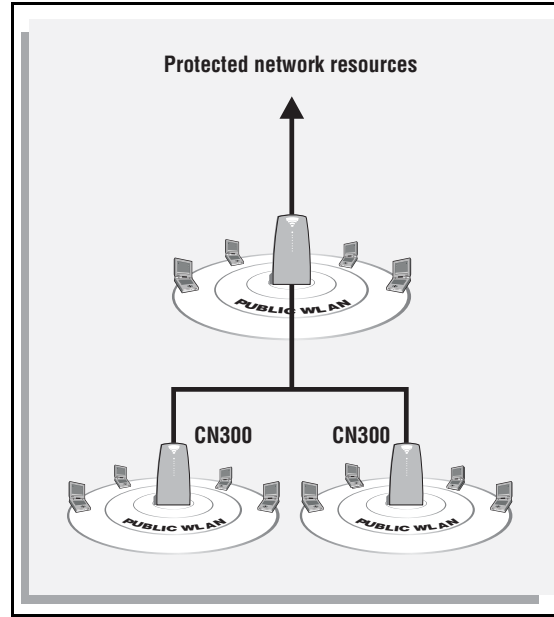 Protected network resources
PUBLIC WLAN
CN300
CN300
PUBLIC WLAN
PUBLIC WLAN